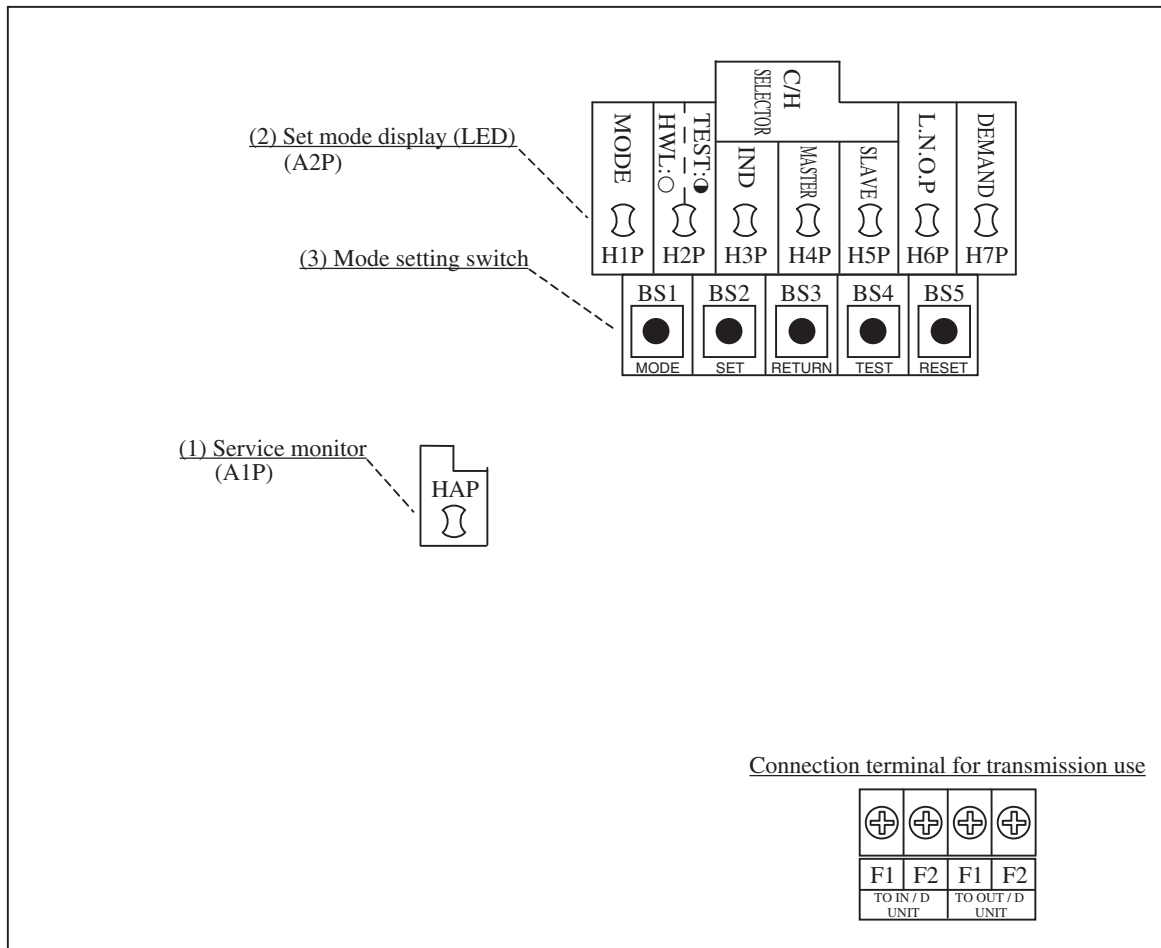 C/H
SELECTOR
MODE
HWL:○
TEST:◑
IND
MASTER
SLAVE
L.N.O.P
DEMAND
(2) Set mode display (LED)
(A2P)
H1P H2P H3P H4P H5P H6P H7P
(3) Mode setting switch
BS1 BS2 BS3 BS4 BS5
MODE SET RETURN TEST RESET
(1) Service monitor
(A1P)
HAP
Connection terminal for transmission use
F1 F2 F1 F2
TO IN / D
UNIT
TO OUT / D
UNIT